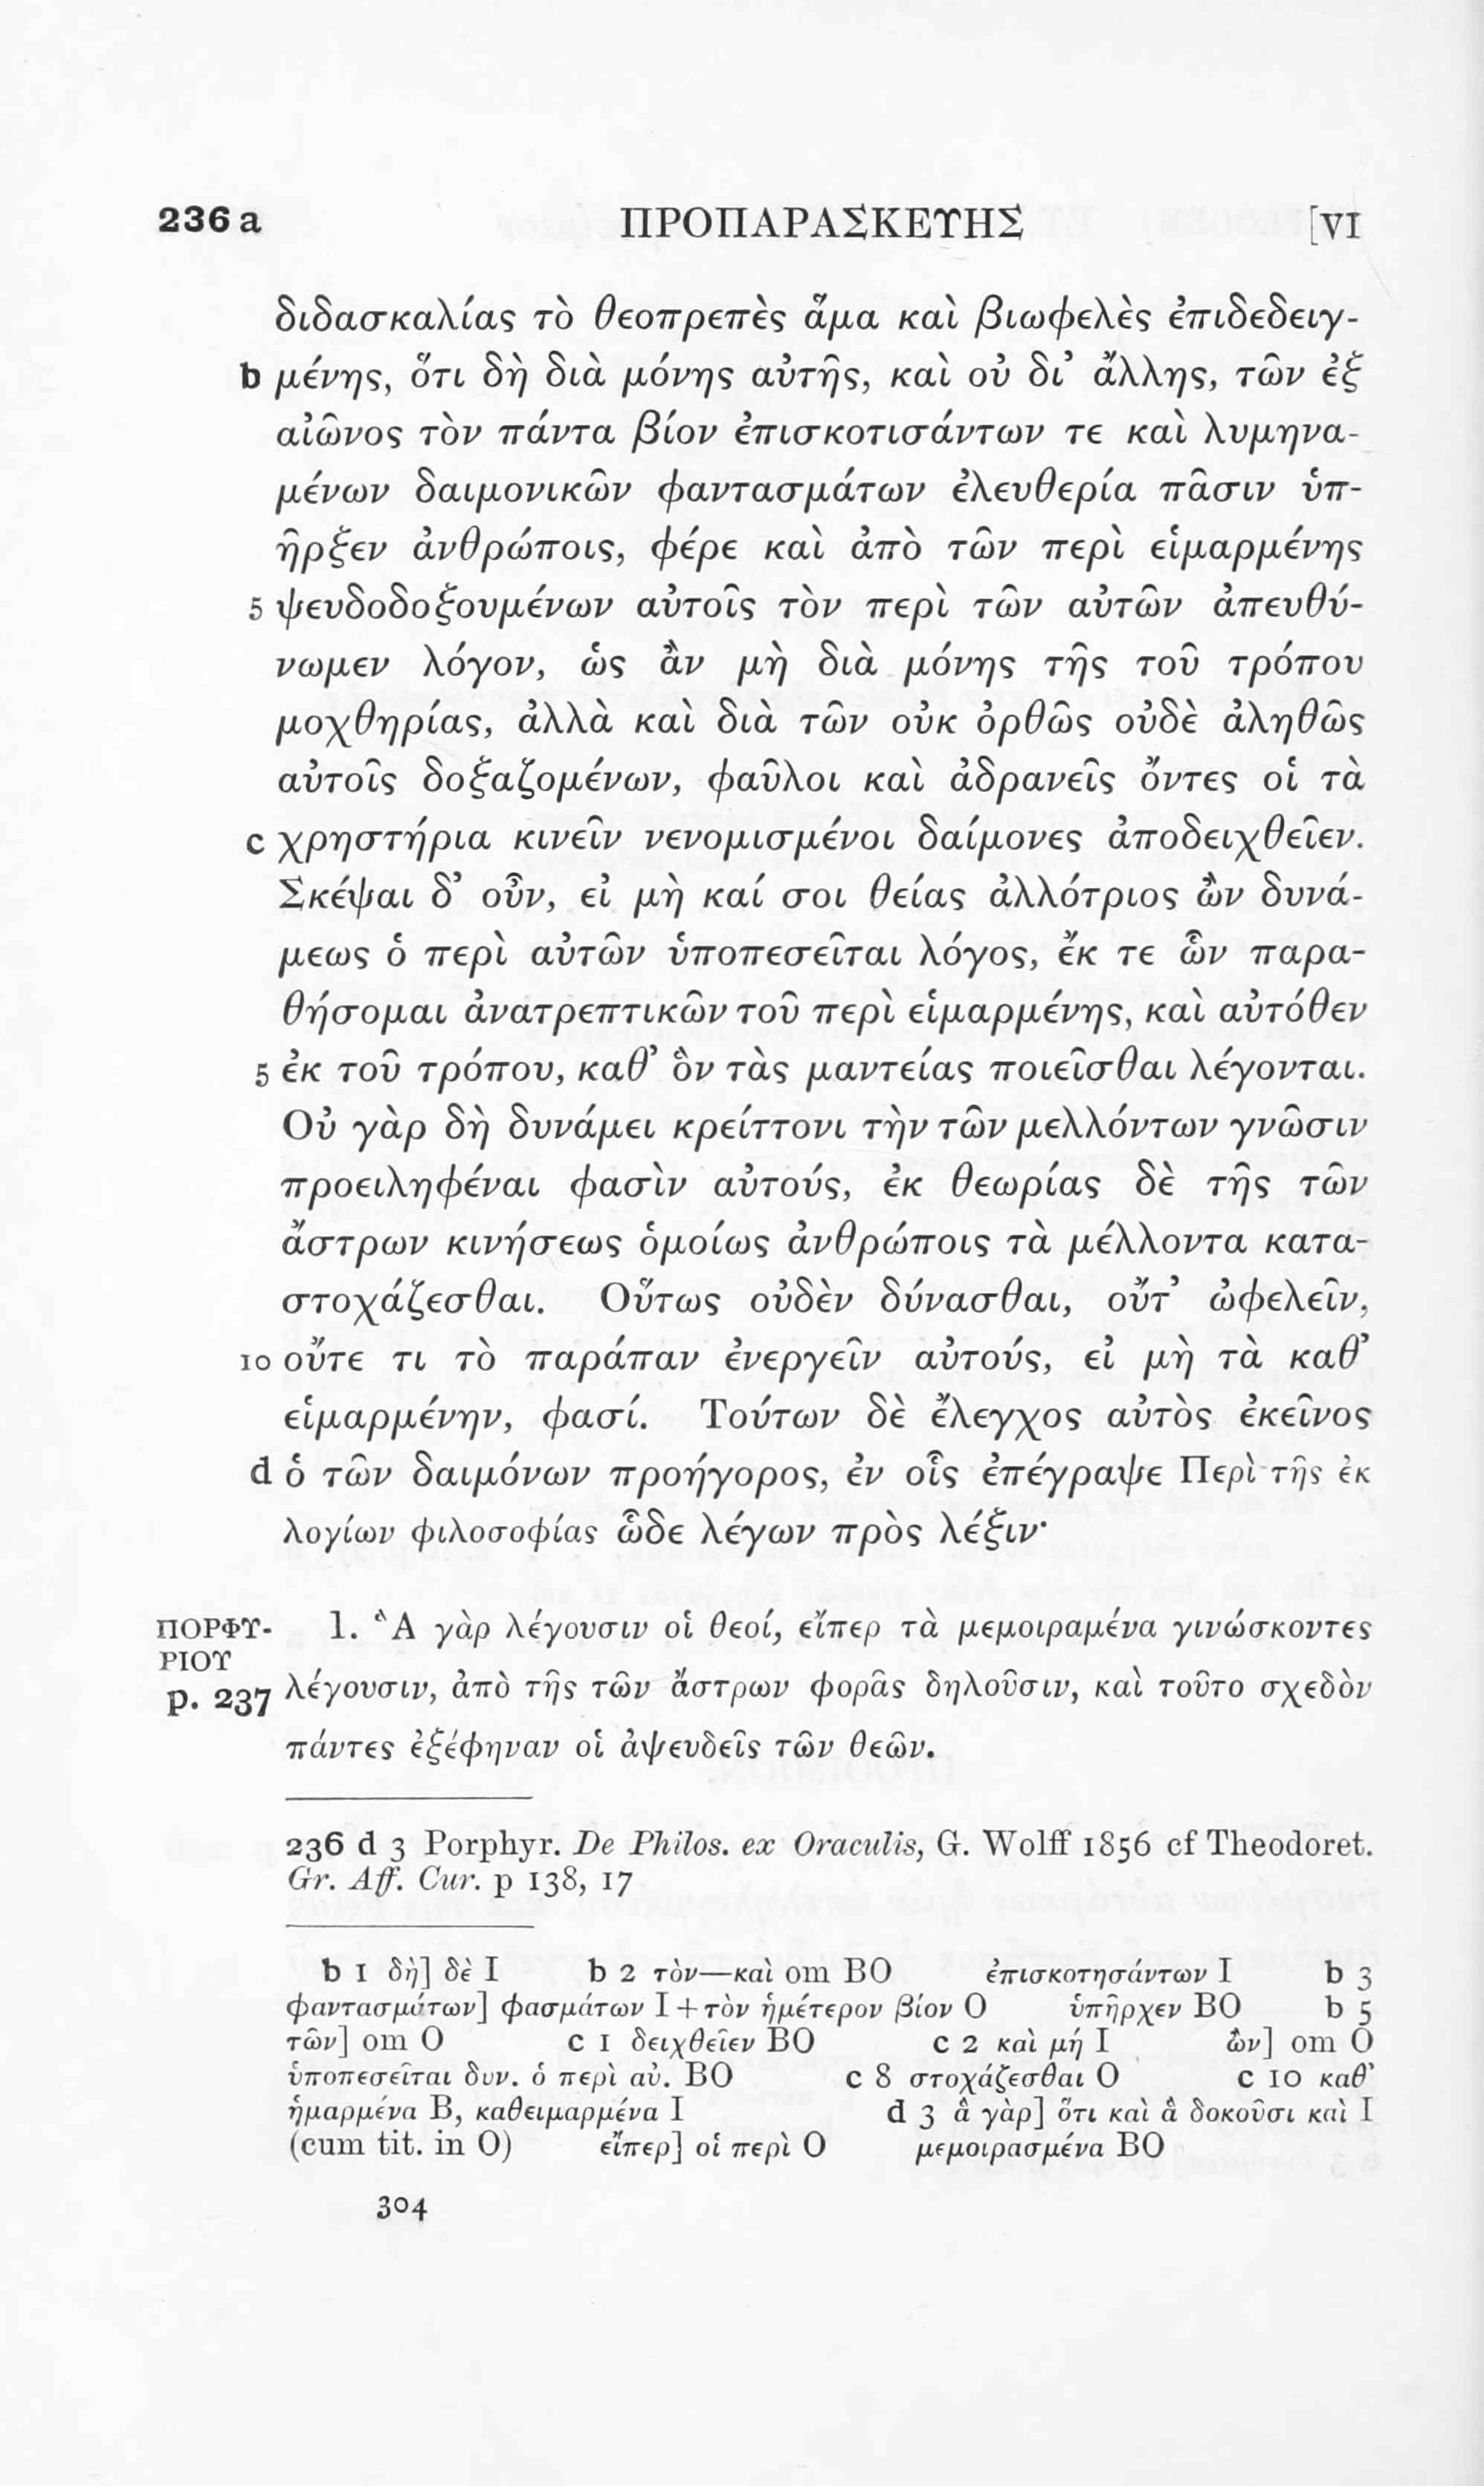 236 a ΠΡΟΠΑΡΑΣΚΕΥΗΣ [VI
διδασκαλίας τὸ θεοπρεπὲς ἅμα καὶ βιωφελὲς ἐπιδεδειγ-
b μένης, ὅτι δὴ διὰ μόνης αὐτῆς, καὶ οὐ δι’ ἄλλης, τῶν ἐξ
αἰῶνος τὸν πάντα βίον ἐπισκοτισάντων τε καὶ λυμηνα-
μένων δαιμονικῶν φαντασμάτων ἐλευθερία πᾶσιν ὑπ-
ῆρξεν ἀνθρώποις, φέρε καὶ ἀπὸ τῶν περὶ εἱμαρμένης
5 ψευδοδοξουμένων αὐτοῖς τὸν περὶ τῶν αὐτῶν ἀπευθύ-
νωμεν λόγον, ὡς ἂν μὴ διὰ μόνης τῆς τοῦ τρόπου
μοχθηρίας, ἀλλὰ καὶ διὰ τῶν οὐκ ὀρθῶς οὐδὲ ἀληθῶς
αὐτοῖς δοξαζομένων, φαῦλοι καὶ ἀδρανεῖς ὄντες οἱ τὰ
c χρηστήρια κινεῖν νενομισμένοι δαίμονες ἀποδειχθεῖεν.
Σκέψαι δ’ οὖν, εἰ μὴ καί σοι θείας ἀλλότριος ὢν δυνά-
μεως ὁ περὶ αὐτῶν ὑποπεσεῖται λόγος, ἔκ τε ὧν παρα-
θήσομαι ἀνατρεπτικῶν τοῦ περὶ εἱμαρμένης, καὶ αὐτόθεν
5 ἐκ τοῦ τρόπου, καθ’ ὃν τὰς μαντείας ποιεῖσθαι λέγονται.
Οὐ γὰρ δὴ δυνάμει κρείττονι τὴν τῶν μελλόντων γνῶσιν
προειληφέναι φασὶν αὐτούς, ἐκ θεωρίας δὲ τῆς τῶν
ἄστρων κινήσεως ὁμοίως ἀνθρώποις τὰ μέλλοντα κατα-
στοχάζεσθαι. Οὕτως οὐδὲν δύνασθαι, οὔτ’ ὠφελεῖν,
10 οὔτε τι τὸ παράπαν ἐνεργεῖν αὐτούς, εἰ μὴ τὰ καθ’
εἱμαρμένην, φασί. Τούτων δὲ ἔλεγχος αὐτὸς ἐκεῖνος
d ὁ τῶν δαιμόνων προήγορος, ἐν οἷς ἐπέγραψε Περὶ τῆς ἐκ
λογίων φιλοσοφίας ὧδε λέγων πρὸς λέξιν·
ΠΟΡΦΥ- 1. Ἃ γὰρ λέγουσιν οἱ θεοί, εἴπερ τὰ μεμοιραμένα γινώσκοντες
ΡΙΟΥ
p. 237 λέγουσιν, ἀπὸ τῆς τῶν ἄστρων φορᾶς δηλοῦσιν, καὶ τοῦτο σχεδὸν
πάντες ἐξέφηναν οἱ ἀψευδεῖς τῶν θεῶν.
236 d 3 Porphyr. De Philos. ex Oraculis, G. Wolff 1856 cf Theodoret.
Gr. Aff. Cur. p 138, 17
b 1 δὴ] δὲ I b 2 τὸν—καὶ om BO ἐπισκοτησάντων I b 3
φαντασμάτων] φασμάτων I + τὸν ἡμέτερον βίον O ὑπῆρχεν BO b 5
τῶν] om O c 1 δειχθεῖεν BO c 2 καὶ μή I ὢν] om O
ὑποπεσεῖται δυν. ὁ περὶ αὐ. BO c 8 στοχάζεσθαι O c 10 καθ’
ἡμαρμένα B, καθειμαρμένα I d 3 ἃ γὰρ] ὅτι καὶ ἃ δοκοῦσι καὶ I
(cum tit. in O) εἴπερ] οἱ περὶ O μεμοιρασμένα BO
304